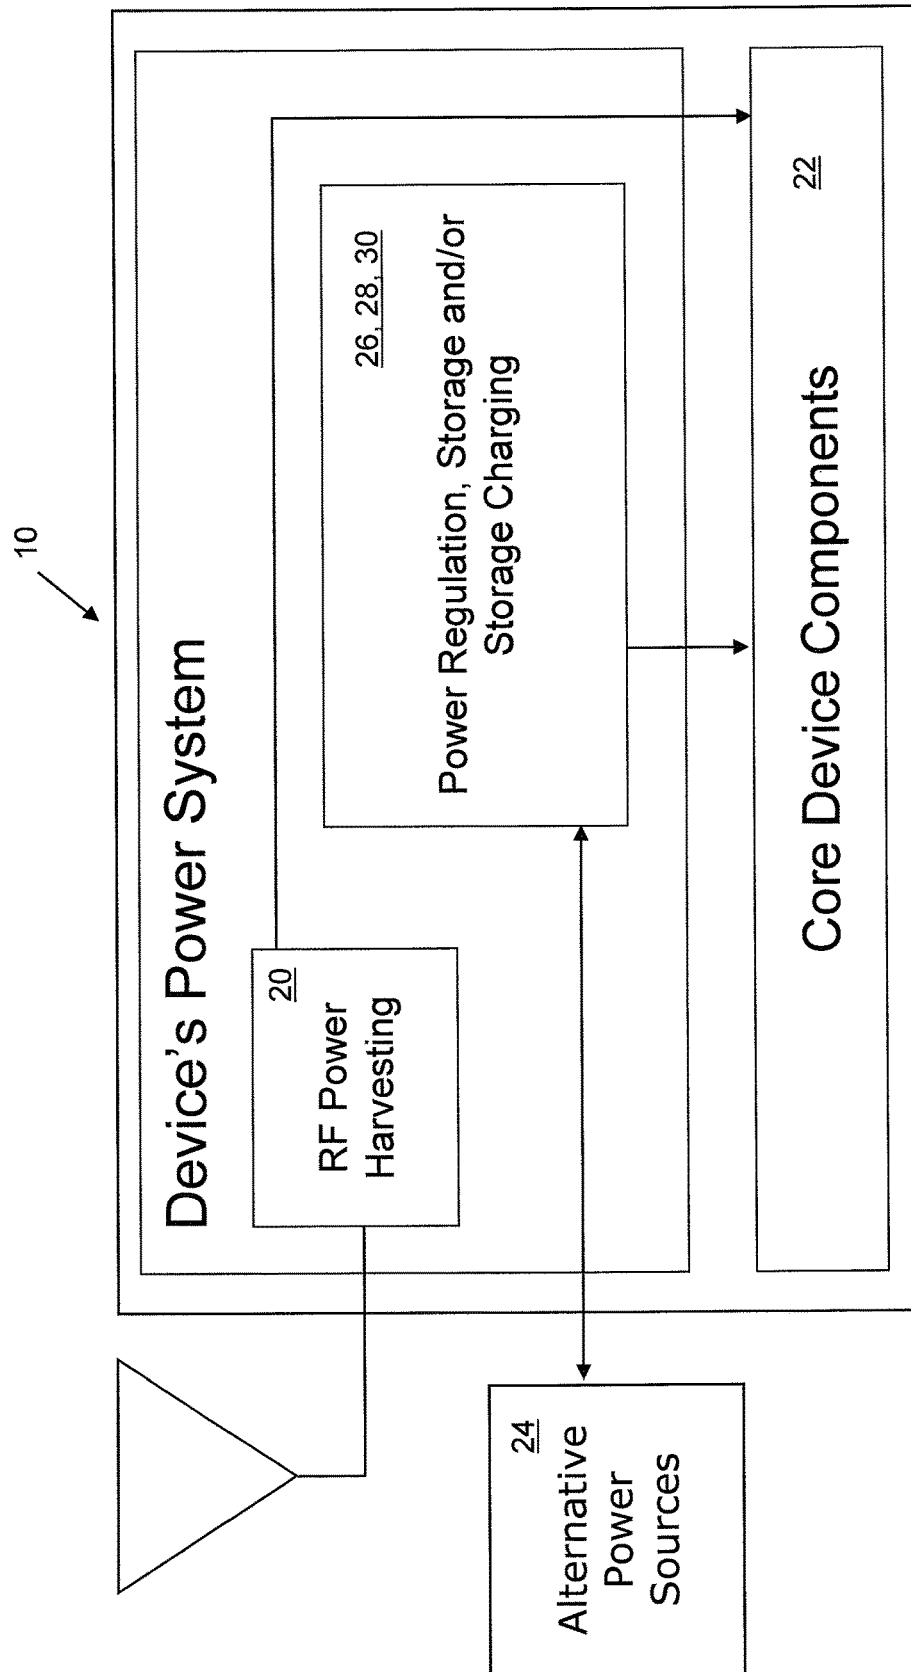 10
Device's Power System
20
RF Power
Harvesting
26, 28, 30
Power Regulation, Storage and/or
Storage Charging
24
Alternative
Power
Sources
22
Core Device Components